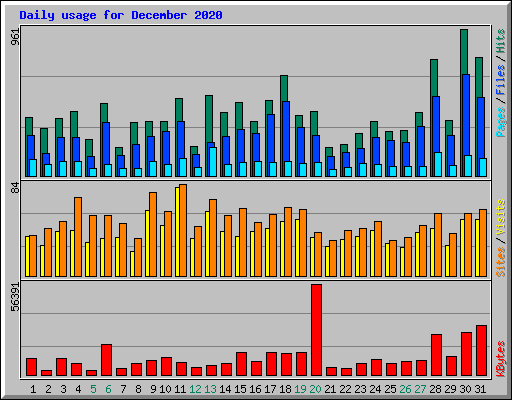 Daily usage for December 2020
961
Pages / Files / Hits
84
Sites / Visits
56391
KBytes
1 2 3 4 5 6 7 8 9 10 11 12 13 14 15 16 17 18 19 20 21 22 23 24 25 26 27 28 29 30 31